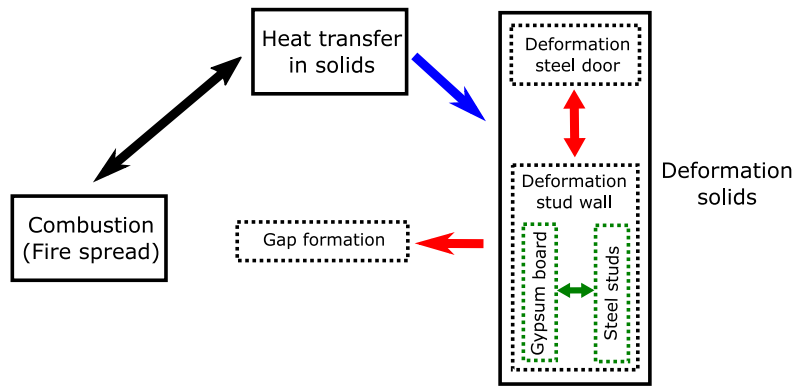 Heat transfer
in solids
Deformation
steel door
Deformation
solids
Deformation
stud wall
Combustion
(Fire spread)
Gap formation
Gypsum board
Steel studs